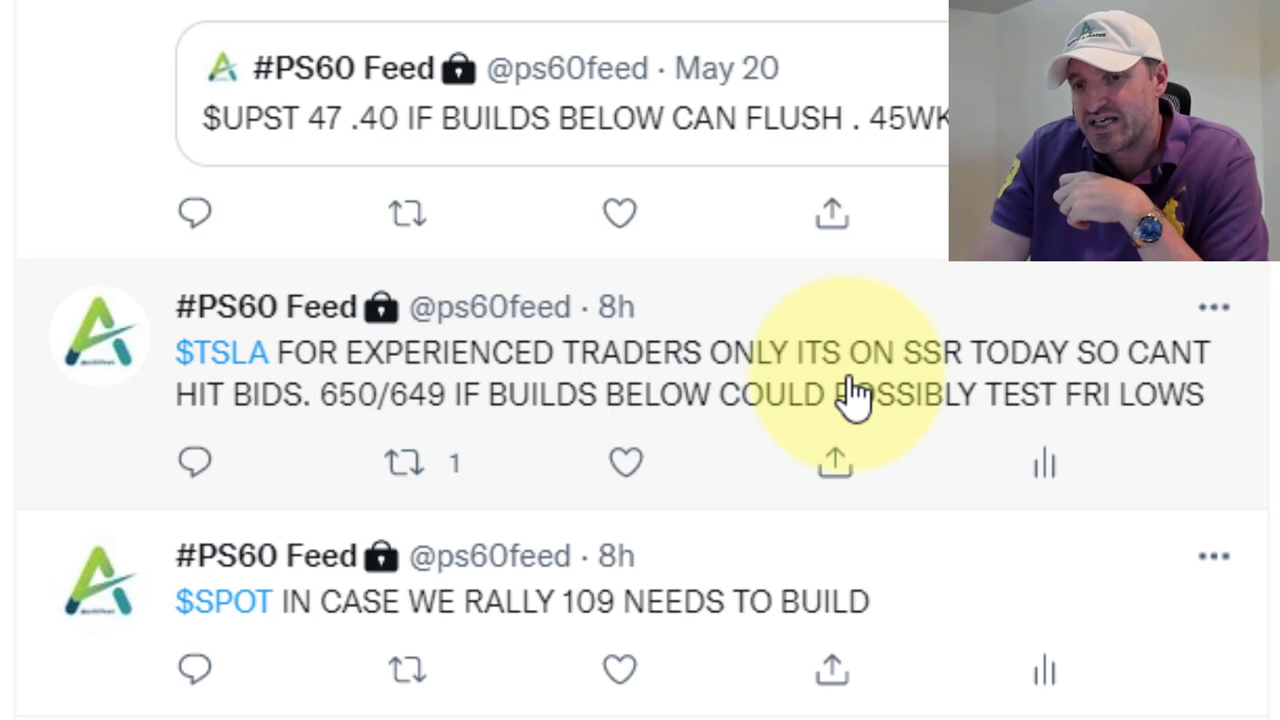 #PS60 Feed @ps60feed · May 20
$UPST 47 .40 IF BUILDS BELOW CAN FLUSH . 45WK
#PS60 Feed @ps60feed · 8h
$TSLA FOR EXPERIENCED TRADERS ONLY ITS ON SSR TODAY SO CANT
HIT BIDS. 650/649 IF BUILDS BELOW COULD POSSIBLY TEST FRI LOWS
1
#PS60 Feed @ps60feed · 8h
$SPOT IN CASE WE RALLY 109 NEEDS TO BUILD